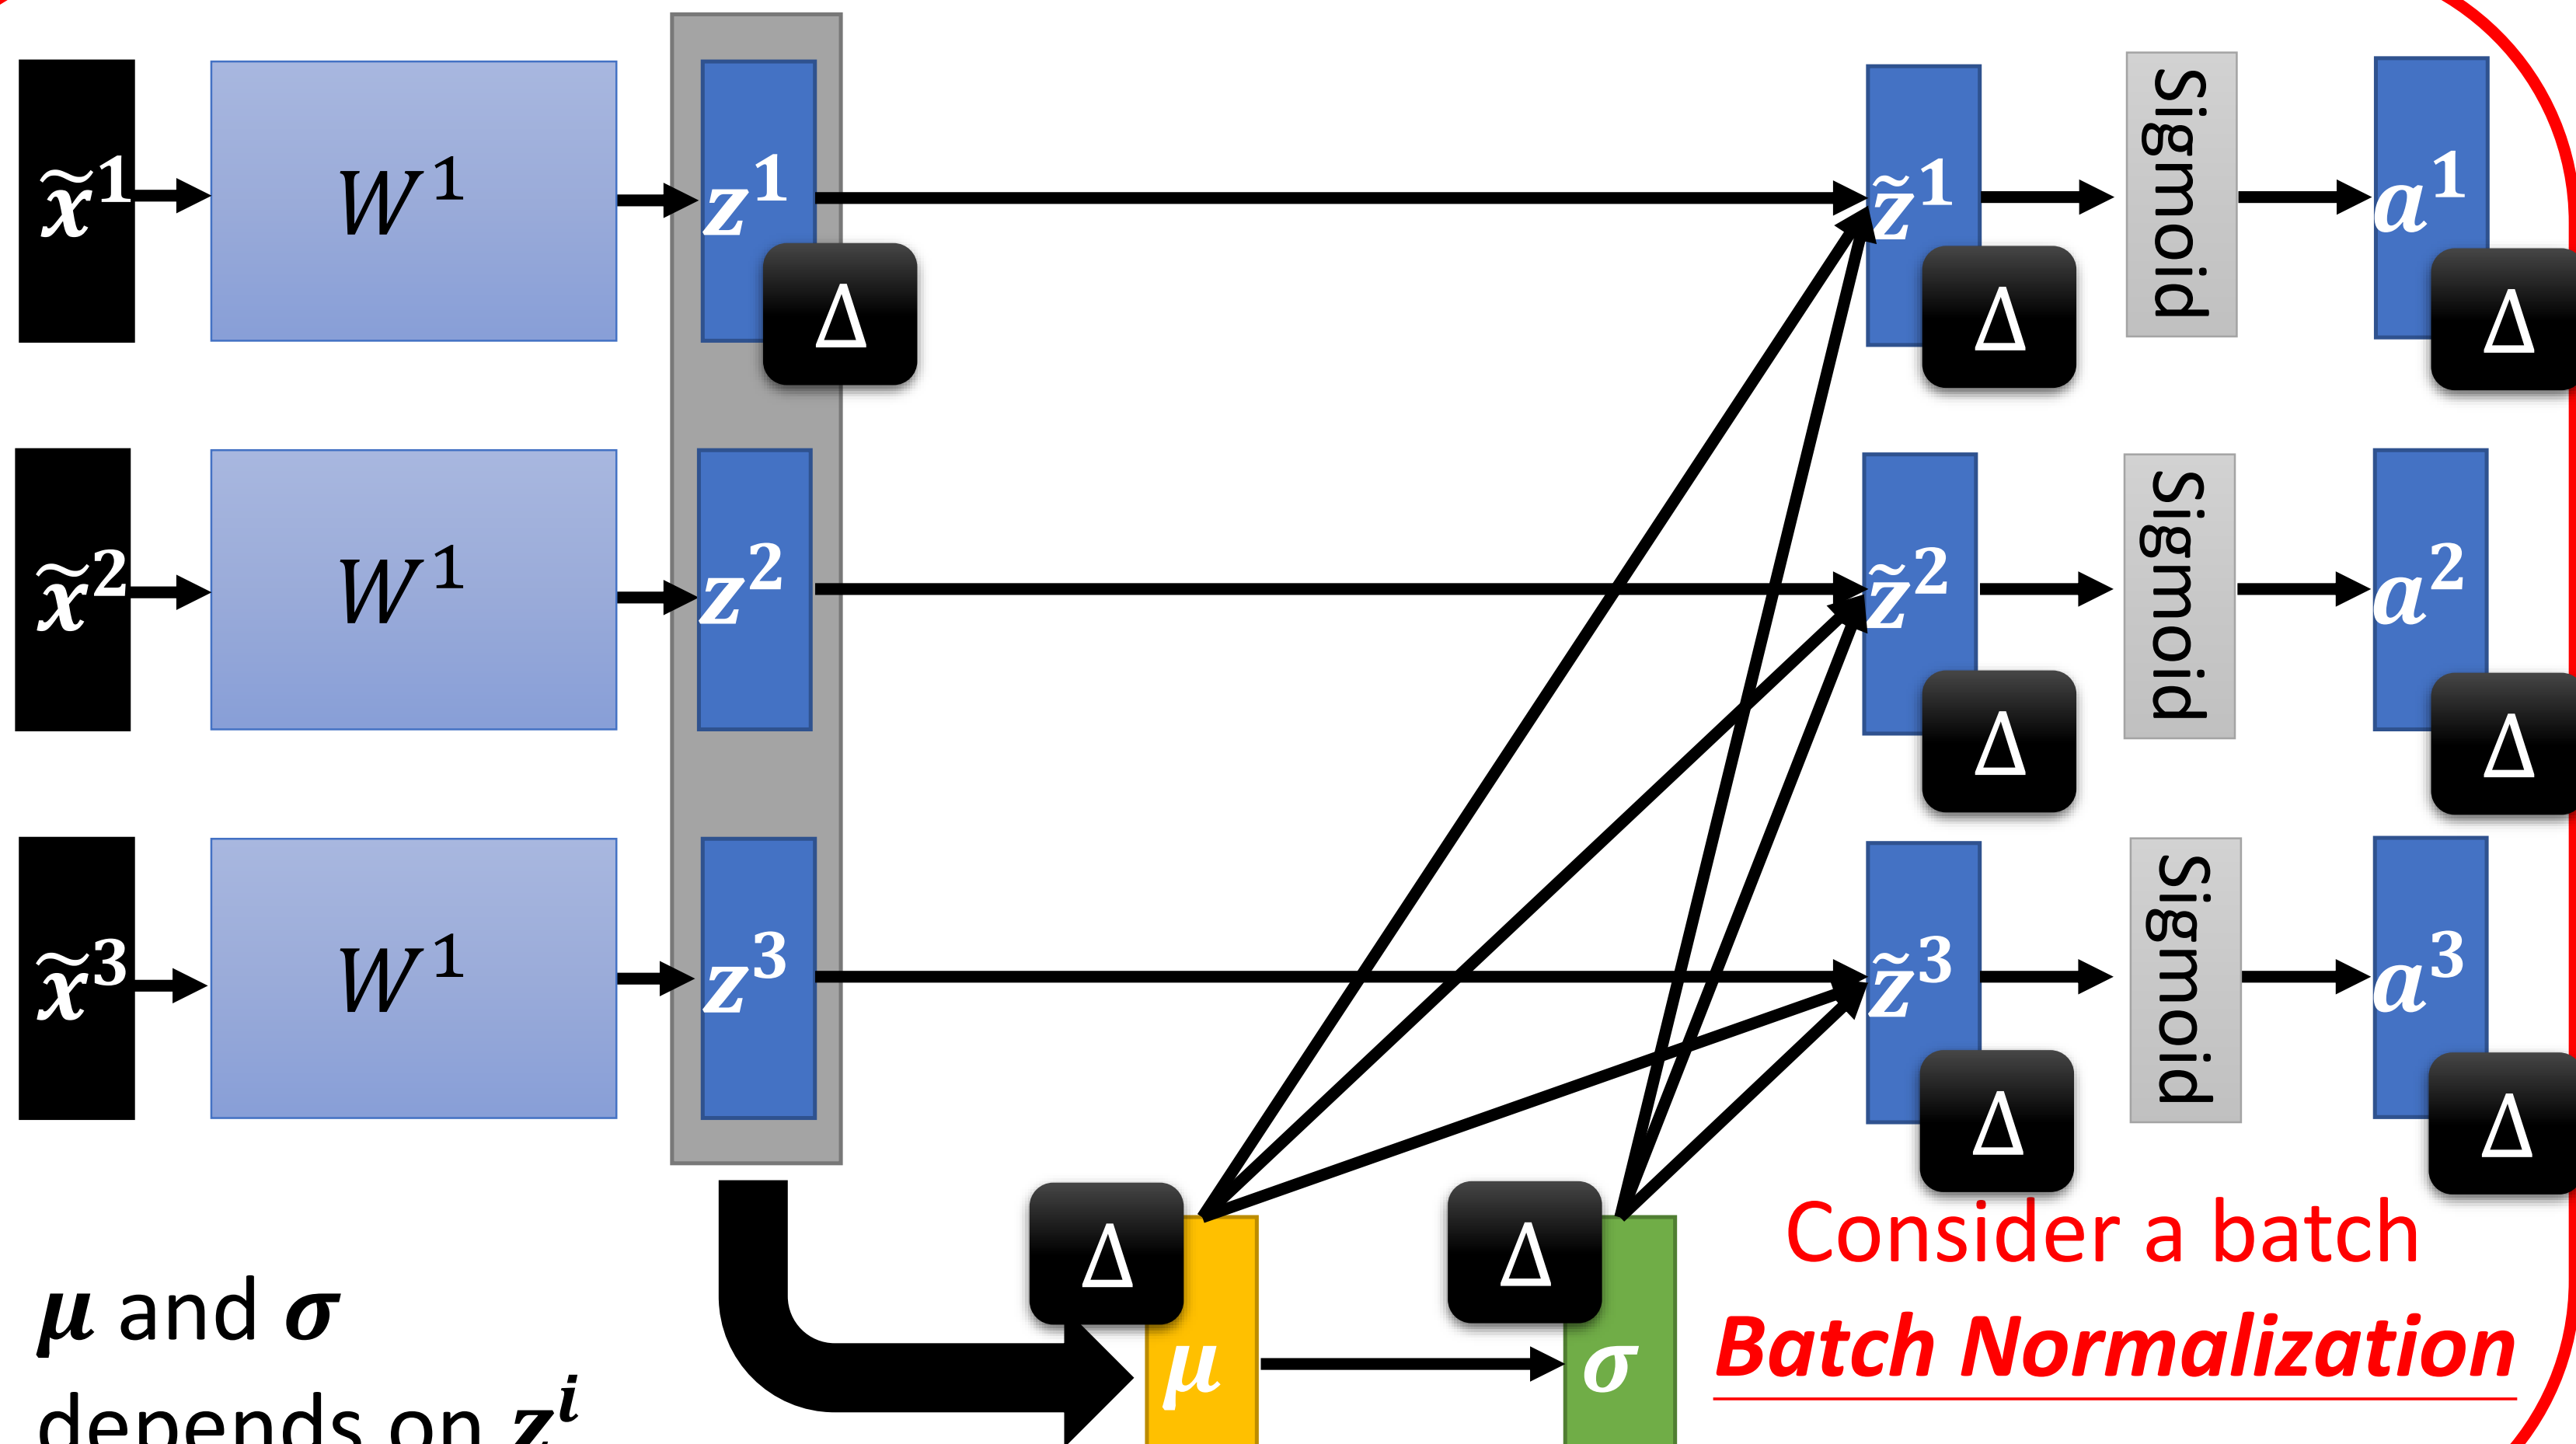 x̃¹ W¹ z¹ z̃¹ Sigmoid a¹
Δ Δ Δ
x̃² W¹ z² z̃² Sigmoid a²
Δ Δ
x̃³ W¹ z³ z̃³ Sigmoid a³
Δ Δ
Δ Δ
μ σ
Consider a batch
Batch Normalization
μ and σ
depends on zⁱ